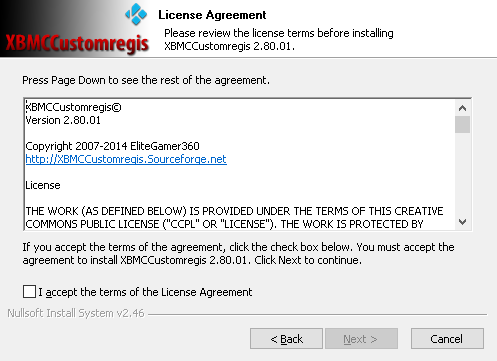 XBMCCustomregis
License Agreement
Please review the license terms before installing
XBMCCustomregis 2.80.01.
Press Page Down to see the rest of the agreement.
XBMCCustomregis©
Version 2.80.01
Copyright 2007-2014 EliteGamer360
http://XBMCCustomregis.Sourceforge.net
License
THE WORK (AS DEFINED BELOW) IS PROVIDED UNDER THE TERMS OF THIS CREATIVE
COMMONS PUBLIC LICENSE ("CCPL" OR "LICENSE"). THE WORK IS PROTECTED BY
If you accept the terms of the agreement, click the check box below. You must accept the
agreement to install XBMCCustomregis 2.80.01. Click Next to continue.
I accept the terms of the License Agreement
Nullsoft Install System v2.46
< Back
Next >
Cancel